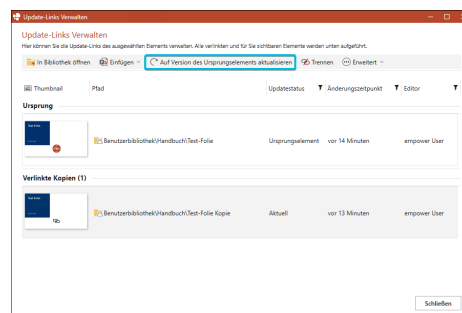 Update-Links Verwalten
Update-Links Verwalten
Hier können Sie die Update-Links des ausgewählten Elements verwalten. Alle verlinkten und für Sie sichtbaren Elemente werden unten aufgeführt.
In Bibliothek öffnen Einfügen Auf Version des Ursprungselements aktualisieren Trennen Erweitert
Thumbnail Pfad Updatestatus Änderungszeitpunkt Editor
Ursprung
Test-Folie
Benutzerbibliothek\Handbuch\Test-Folie Ursprungselement vor 14 Minuten empower User
Verlinkte Kopien (1)
Test-Folie
Benutzerbibliothek\Handbuch\Test-Folie Kopie Aktuell vor 13 Minuten empower User
Schließen